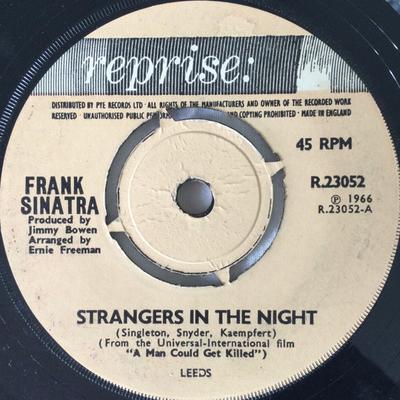 reprise:
DISTRIBUTED BY PYE RECORDS LTD · ALL RIGHTS OF THE MANUFACTURERS AND OWNER OF THE RECORDED WORK
RESERVED · UNAUTHORISED PUBLIC AND COPYING PROHIBITED · MADE IN ENGLAND
45 RPM
FRANK
SINATRA
Produced by
Jimmy Bowen
Arranged by
Ernie Freeman
R.23052
Ⓟ 1966
R.23052-A
STRANGERS IN THE NIGHT
(Singleton, Snyder, Kaempfert)
(From the Universal-International film
"A Man Could Get Killed")
LEEDS